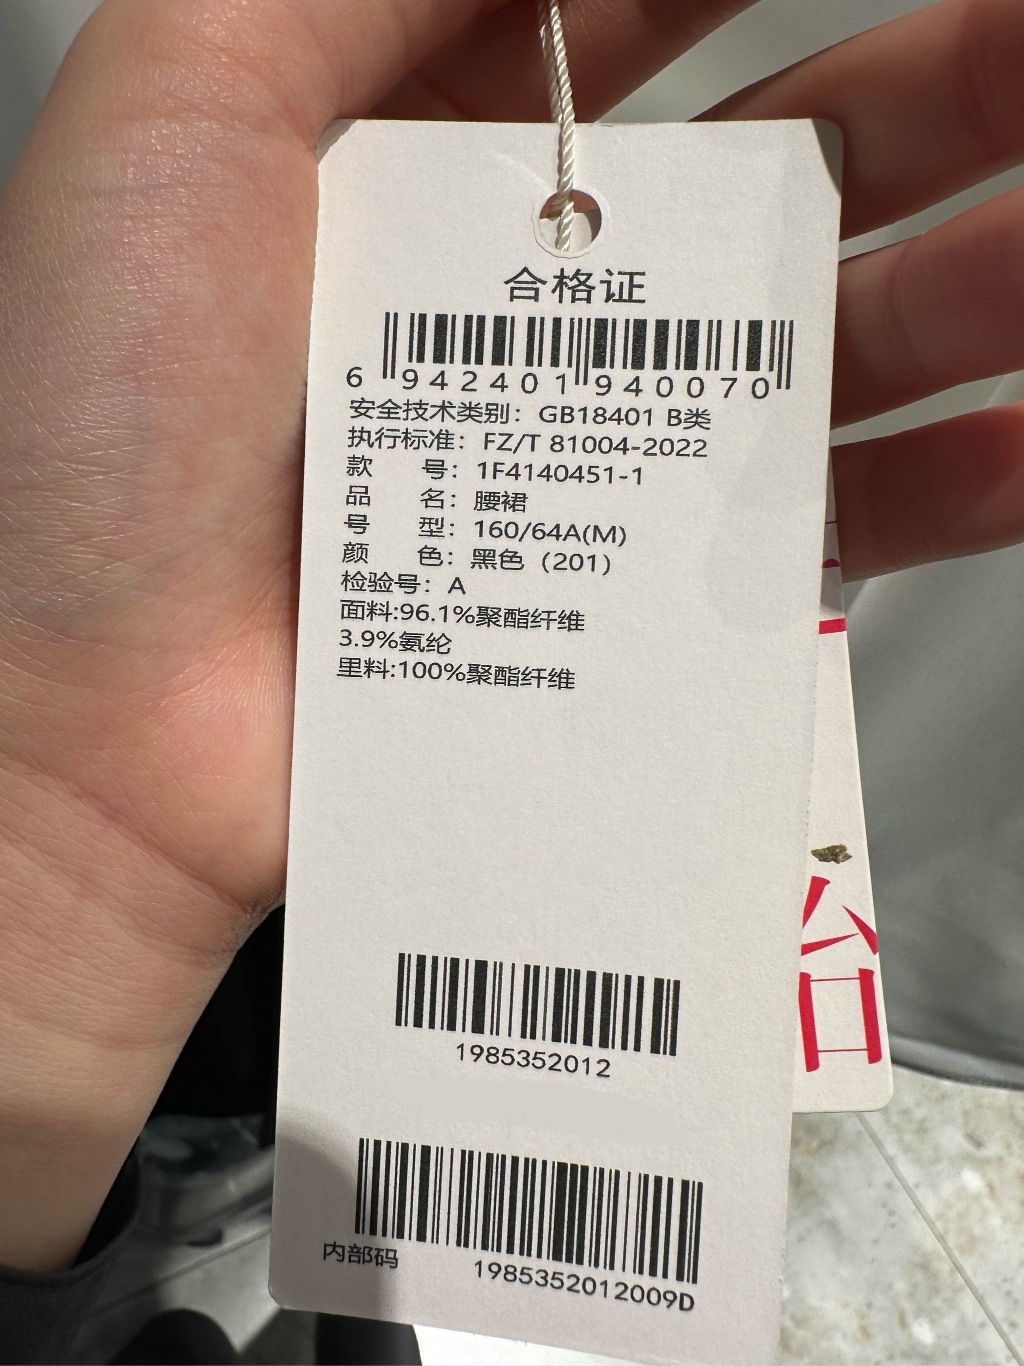 合格证
6 942401 940070
安全技术类别：GB18401 B类
执行标准：FZ/T 81004-2022
款 号：1F4140451-1
品 名：腰裙
号 型：160/64A(M)
颜 色：黑色（201）
检验号：A
面料:96.1%聚酯纤维
3.9%氨纶
里料:100%聚酯纤维
1985352012
内部码 1985352012009D